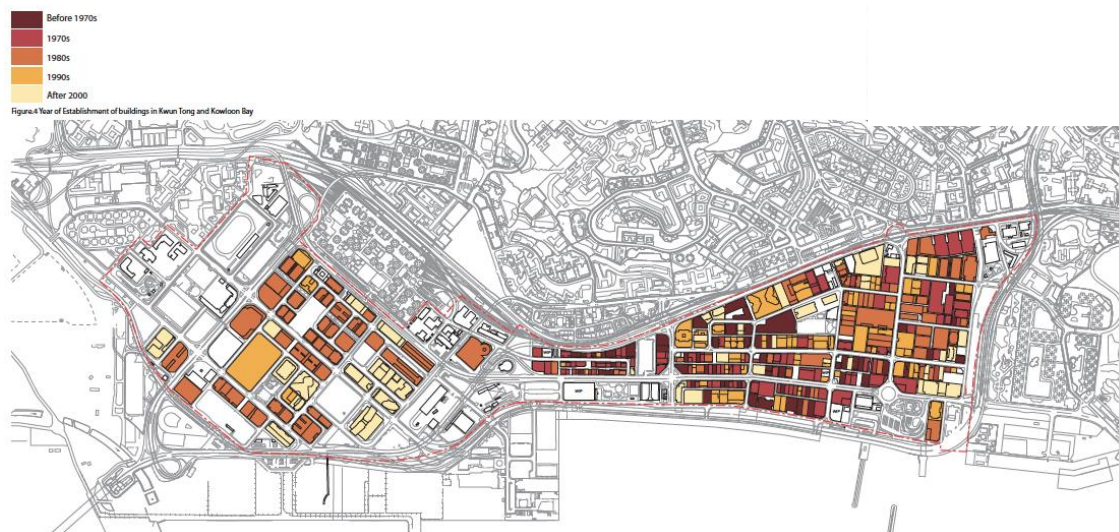 Before 1970s
1970s
1980s
1990s
After 2000
Figure.4 Year of Establishment of buildings in Kwun Tong and Kowloon Bay